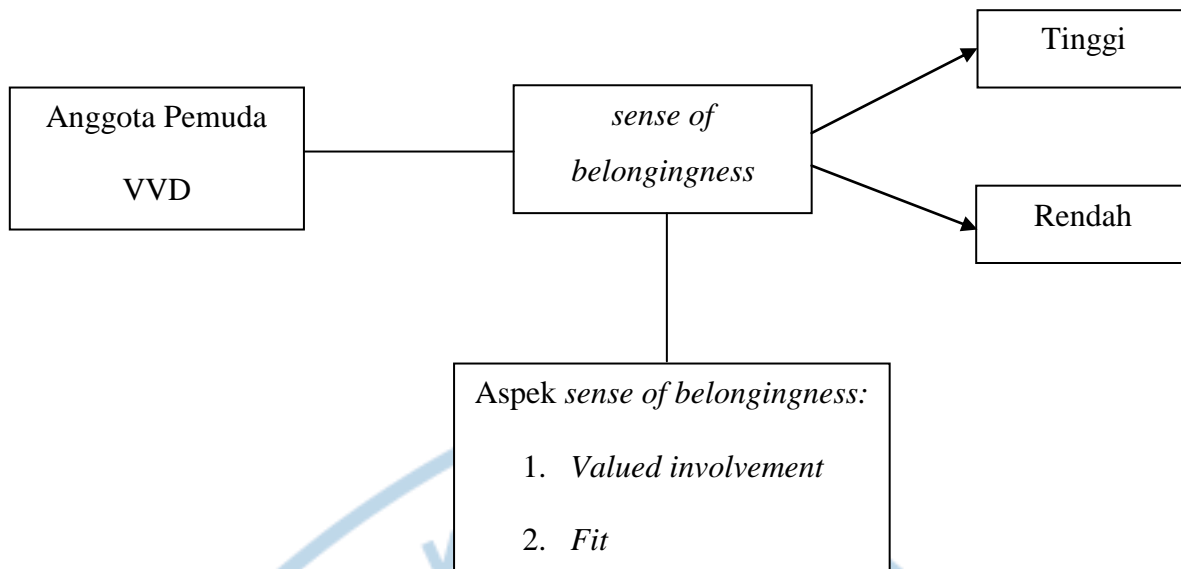 Anggota Pemuda
VVD
sense of
belongingness
Tinggi
Rendah
Aspek sense of belongingness:
1. Valued involvement
2. Fit